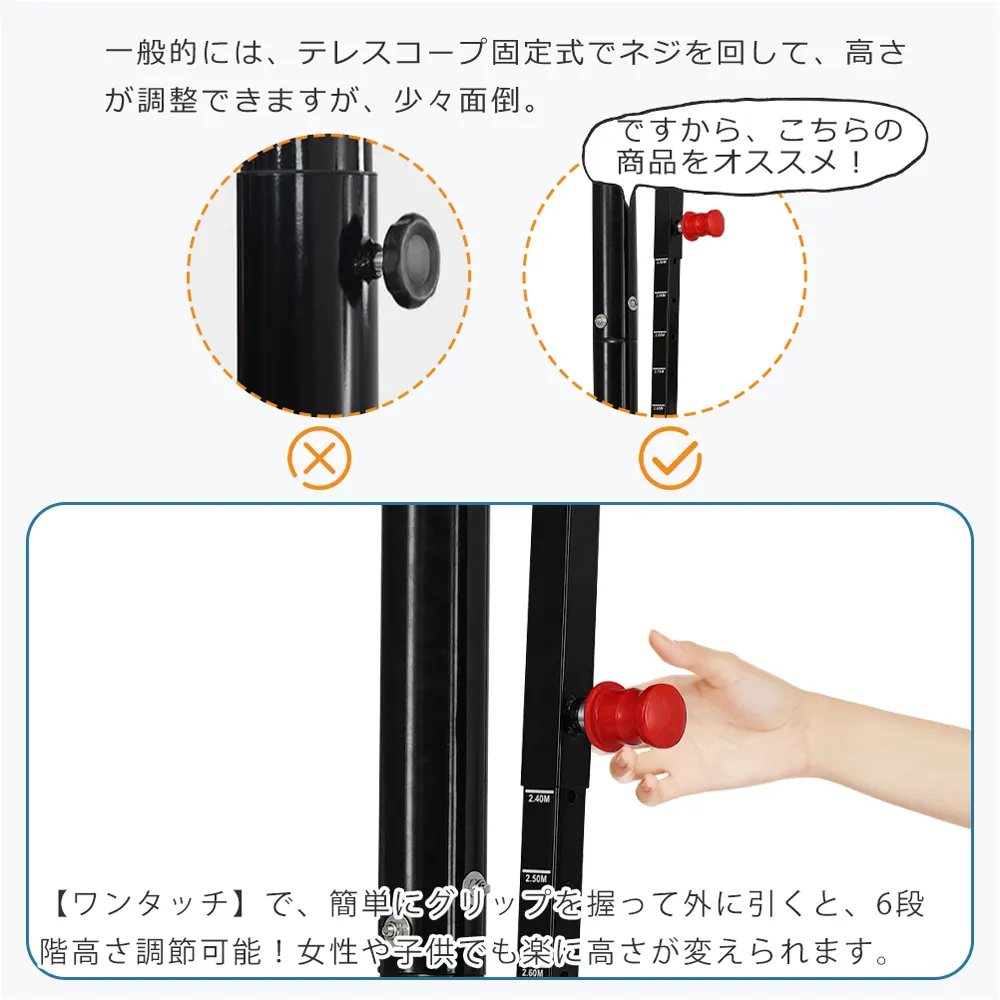 一般的には、テレスコープ固定式でネジを回して、高さ
が調整できますが、少々面倒。
ですから、こちらの
商品をオススメ！
2.40M
2.50M
【ワンタッチ】で、簡単にグリップを握って外に引くと、6段
階高さ調節可能！女性や子供でも楽に高さが変えられます。
2.60M